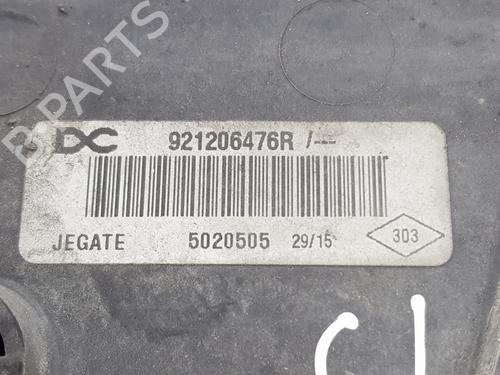 B-PARTS
DC 921206476R /---
JEGATE 5020505 29/15 303